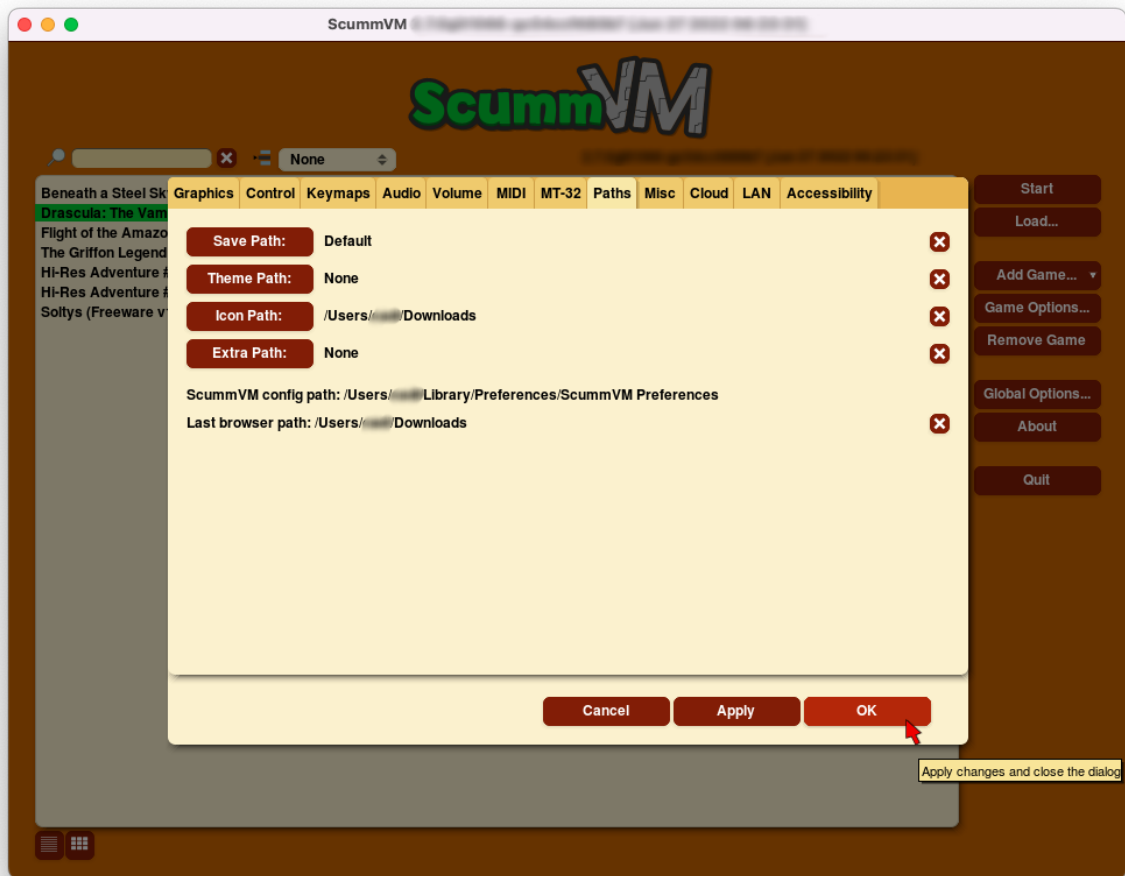 ScummVM
ScummVM
None
Beneath a Steel Sk
Drascula: The Vam
Flight of the Amazo
The Griffon Legend
Hi-Res Adventure #
Hi-Res Adventure #
Soltys (Freeware v
Graphics Control Keymaps Audio Volume MIDI MT-32 Paths Misc Cloud LAN Accessibility
Save Path: Default
Theme Path: None
Icon Path: /Users/ /Downloads
Extra Path: None
ScummVM config path: /Users/ Library/Preferences/ScummVM Preferences
Last browser path: /Users/ /Downloads
Cancel Apply OK
Apply changes and close the dialog
Start
Load...
Add Game...
Game Options...
Remove Game
Global Options...
About
Quit